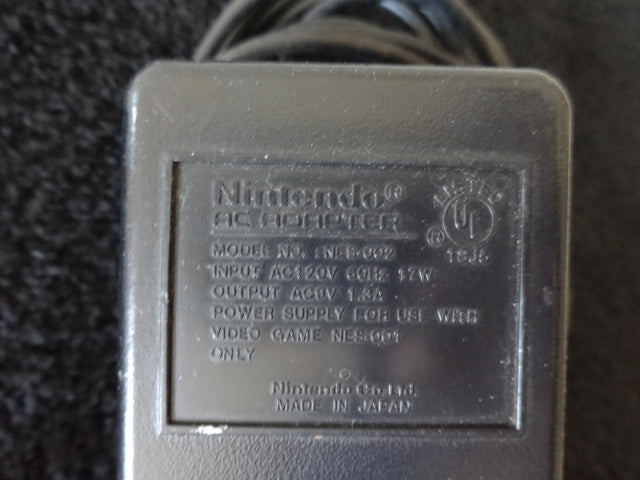 Nintendo®
AC ADAPTER
MODEL NO. :NES-002
INPUT AC120V 60Hz 17W
OUTPUT AC9V 1.3A
POWER SUPPLY FOR USE WITH
VIDEO GAME NES-001
ONLY
LISTED
UL
®
Nintendo Co.,Ltd.
MADE IN JAPAN